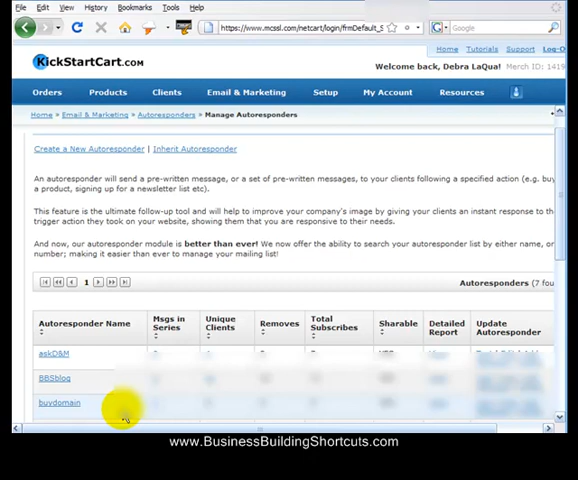 File Edit View History Bookmarks Tools Help
https://www.mcssl.com/netcart/login/frmDefault_S
Google
Home Tutorials Support Log-O
KICKSTARTCART.COM
Welcome back, Debra LaQua. Merch ID: 1419
Orders Products Clients Email & Marketing Setup My Account Resources
Home » Email & Marketing » Autoresponders » Manage Autoresponders
Create a New Autoresponder | Inherit Autoresponder
An autoresponder will send a pre-written message, or a set of pre-written messages, to your clients following a specified action (e.g. buy
a product, signing up for a newsletter list etc).
This feature is the ultimate follow-up tool and will help to improve your company's image by giving your clients an instant response to the
trigger action they took on your website, showing them that you are responsive to their needs.
And now, our autoresponder module is better than ever! We now offer the ability to search your autoresponder list by either name, or
number; making it easier than ever to manage your mailing list!
1 Autoresponders (7 fou
Autoresponder Name Msgs in Series Unique Clients Removes Total Subscribes Sharable Detailed Report Update Autoresponder
askD&M
BBSblog
buydomain
www.BusinessBuildingShortcuts.com